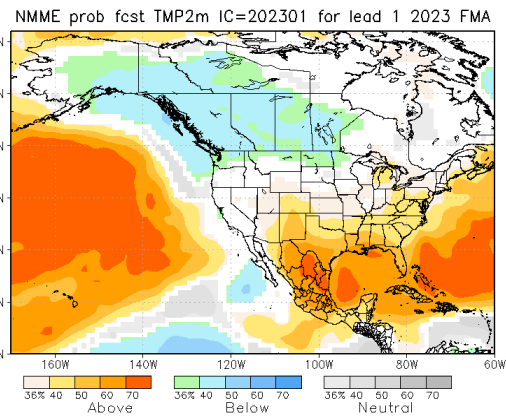 NMME prob fcst TMP2m IC=202301 for lead 1 2023 FMA
N
N
N
N
N
N
160W 140W 120W 100W 80W 60W
36% 40 50 60 70 36% 40 50 60 70 36% 40 50 60 70
Above Below Neutral